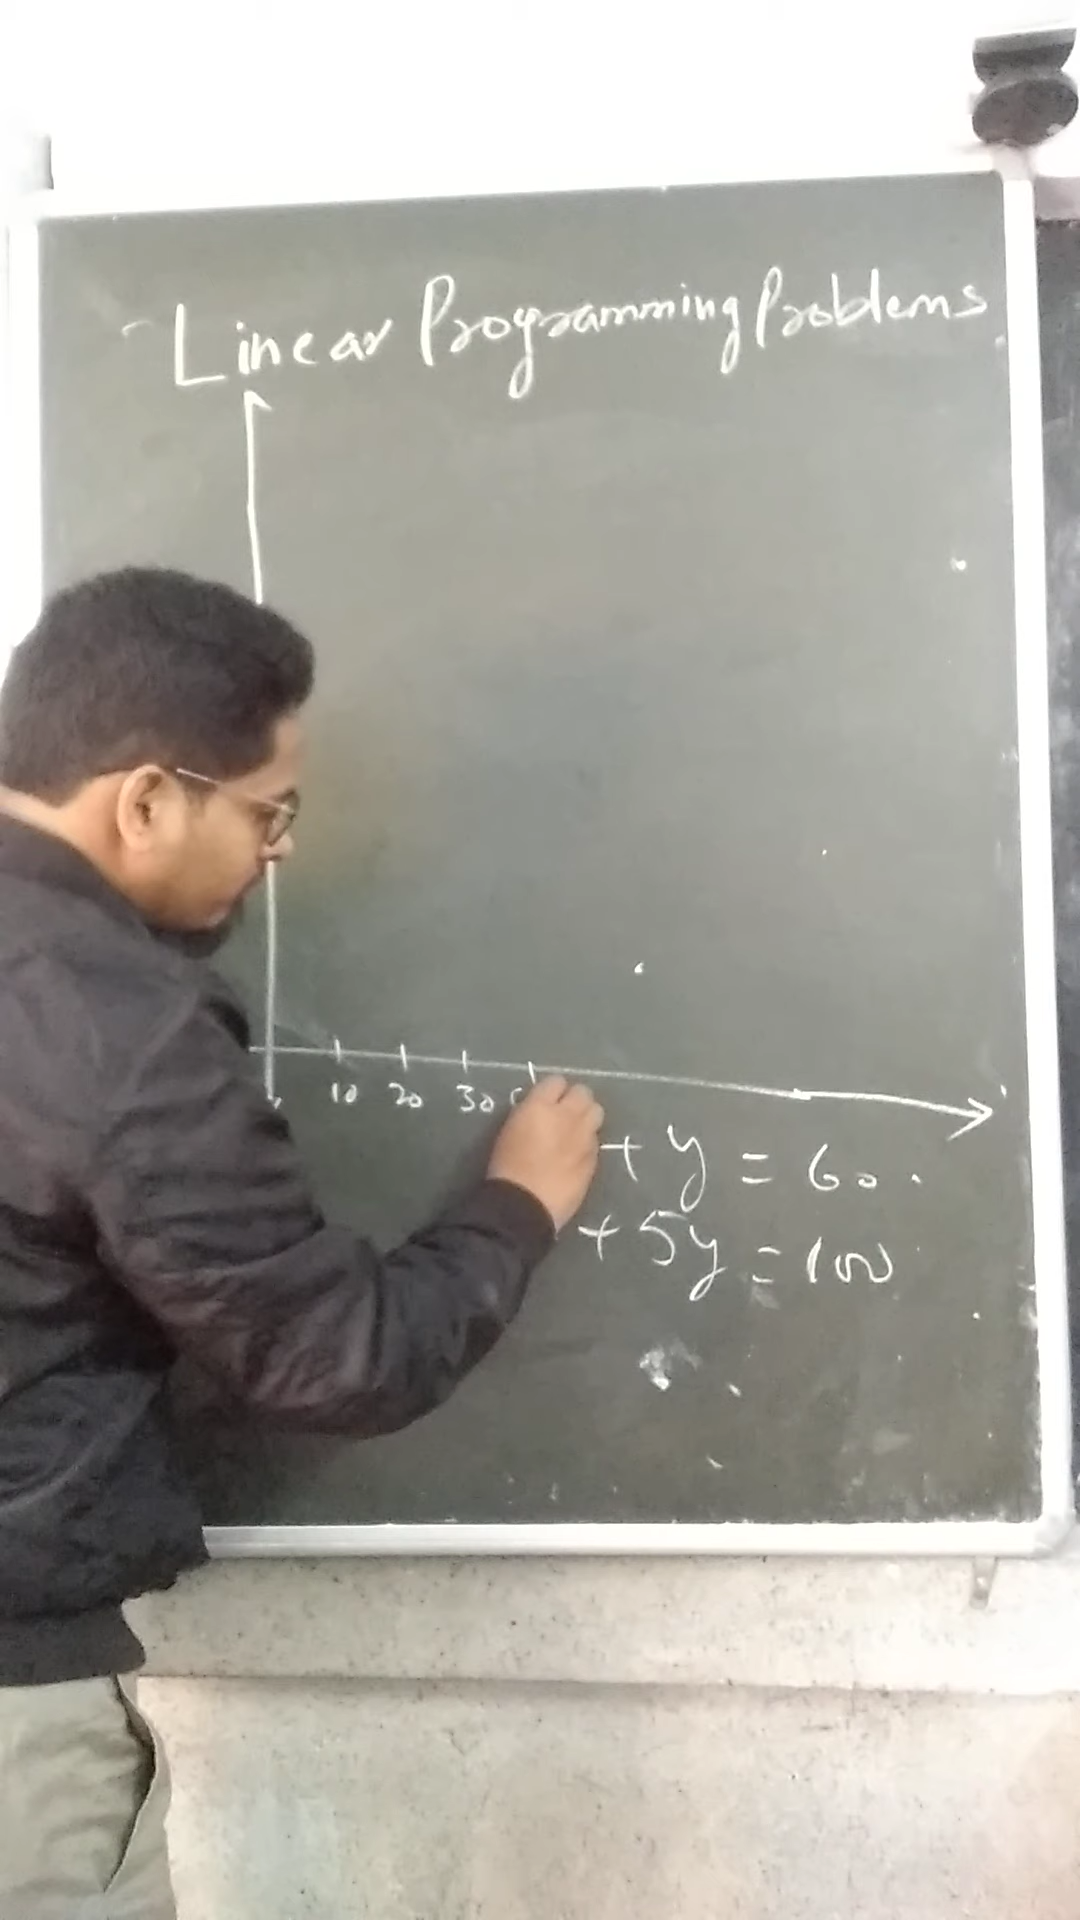 Linear Programming Problems
10 20 30
+ y = 60
+ 5y = 100